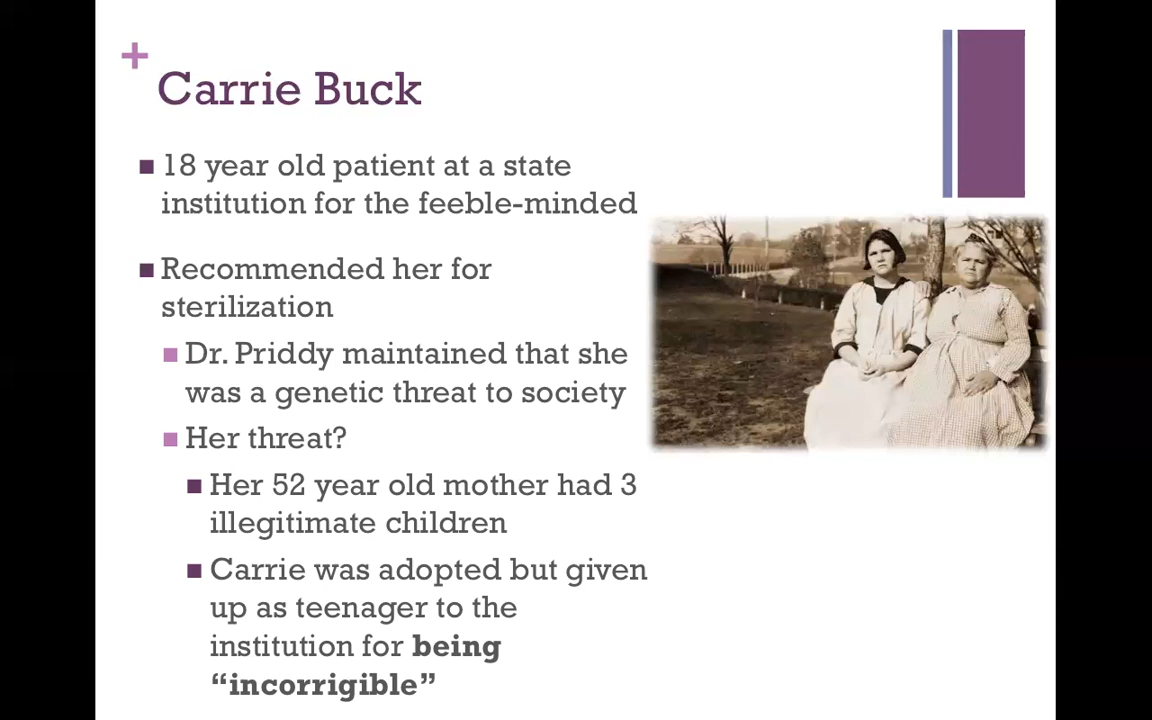 Carrie Buck
18 year old patient at a state
institution for the feeble-minded
Recommended her for
sterilization
Dr. Priddy maintained that she
was a genetic threat to society
Her threat?
Her 52 year old mother had 3
illegitimate children
Carrie was adopted but given
up as teenager to the
institution for being
“incorrigible”